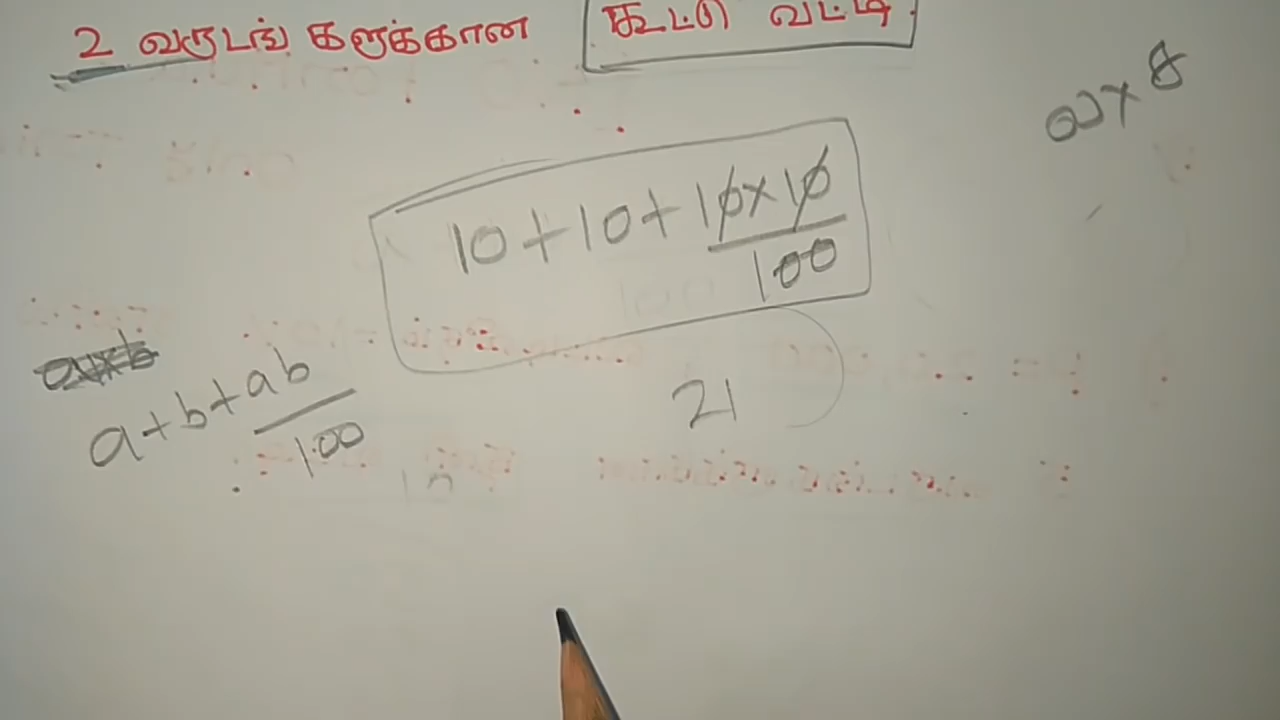 2 வருடங்களுக்கான கூட்டு வட்டி.
10+10+10×10/100
a+b+ab/100
21